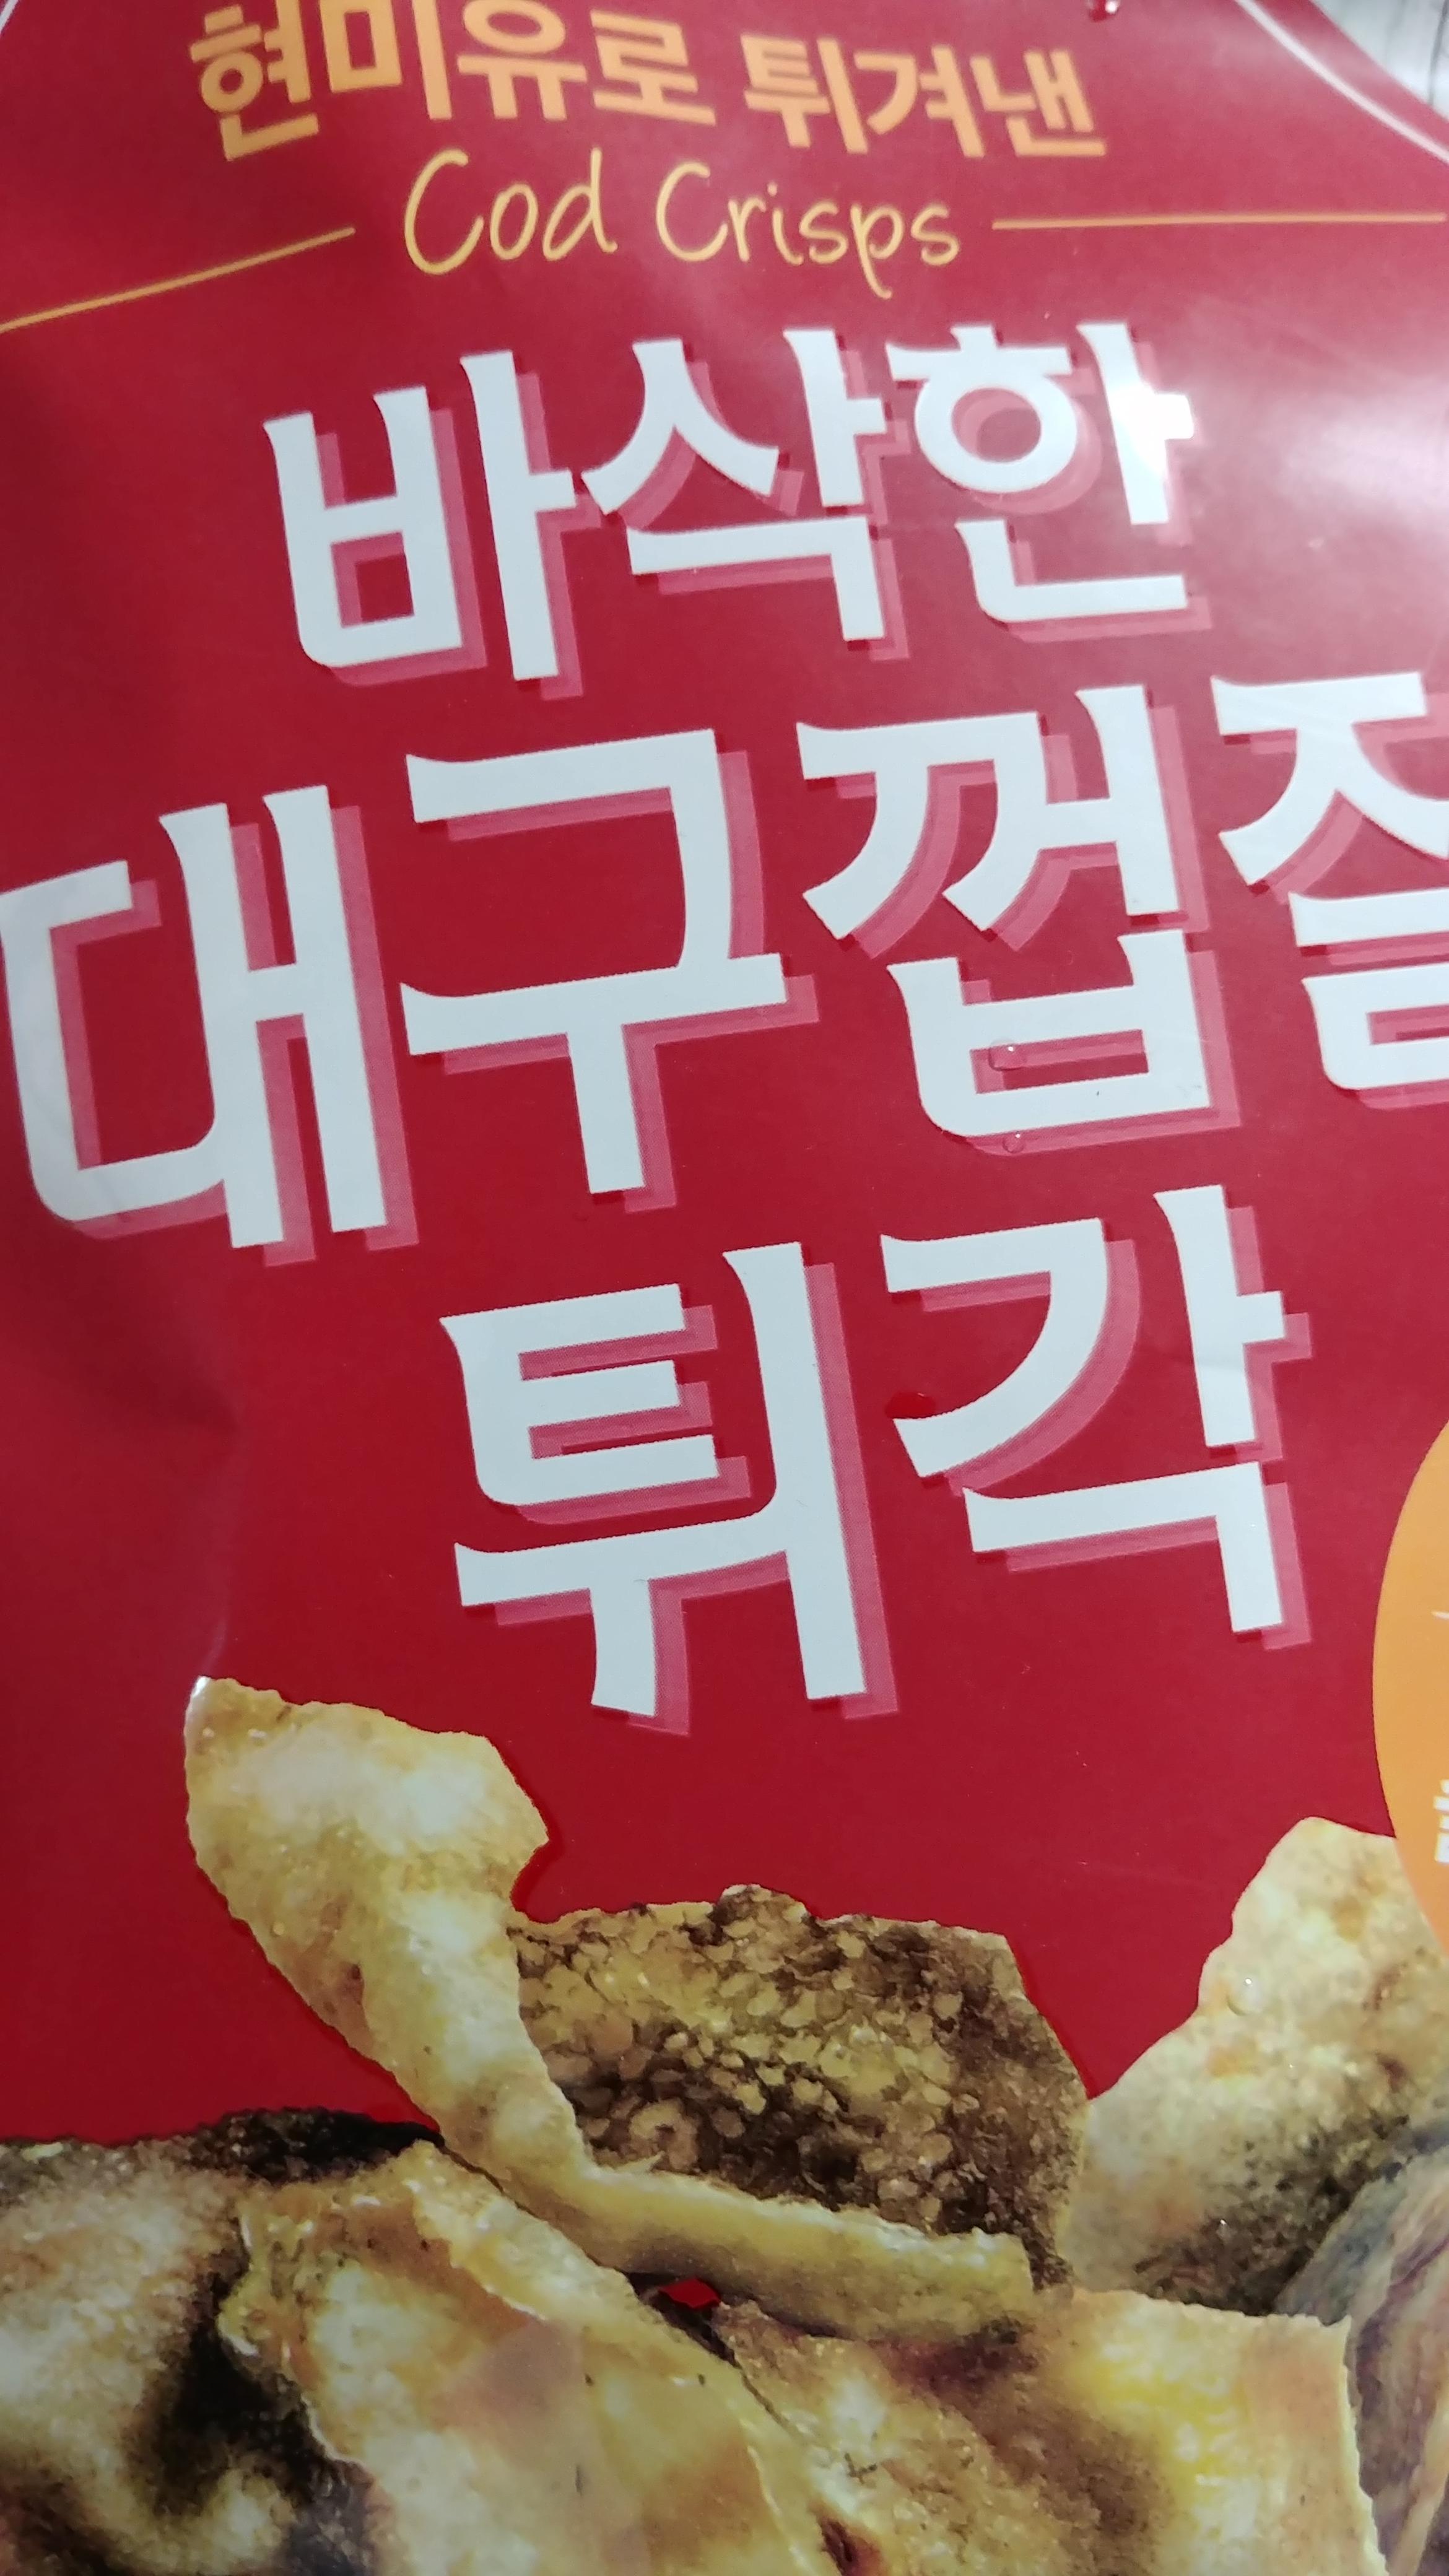 현미유로 튀겨낸
Cod Crisps
바삭한
대구껍질
튀각